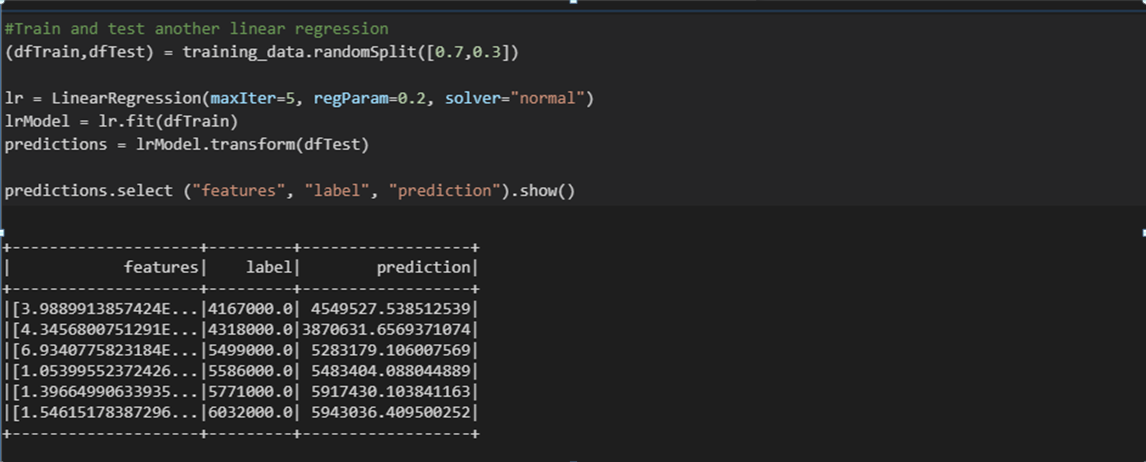 #Train and test another linear regression
(dfTrain,dfTest) = training_data.randomSplit([0.7,0.3])
lr = LinearRegression(maxIter=5, regParam=0.2, solver="normal")
lrModel = lr.fit(dfTrain)
predictions = lrModel.transform(dfTest)
predictions.select ("features", "label", "prediction").show()
+--------------------+---------+------------------+
|            features|    label|        prediction|
+--------------------+---------+------------------+
|[3.9889913857424E...|4167000.0| 4549527.538512539|
|[4.3456800751291E...|4318000.0|3870631.6569371074|
|[6.9340775823184E...|5499000.0| 5283179.106007569|
|[1.05399552372426...|5586000.0| 5483404.088044889|
|[1.39664990633935...|5771000.0| 5917430.103841163|
|[1.54615178387296...|6032000.0| 5943036.409500252|
+--------------------+---------+------------------+